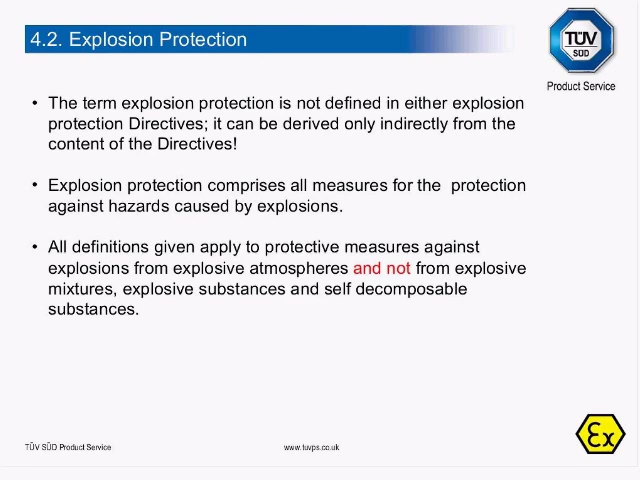 4.2. Explosion Protection
TÜV
SÜD
Product Service
• The term explosion protection is not defined in either explosion
protection Directives; it can be derived only indirectly from the
content of the Directives!
• Explosion protection comprises all measures for the  protection
against hazards caused by explosions.
• All definitions given apply to protective measures against
explosions from explosive atmospheres and not from explosive
mixtures, explosive substances and self decomposable
substances.
TÜV SÜD Product Service
www.tuvps.co.uk
Ex